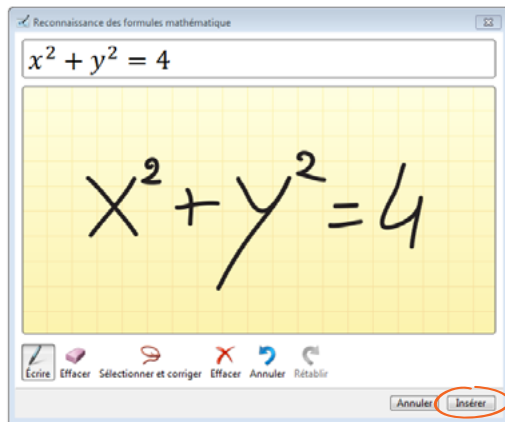 Reconnaissance des formules mathématique
x² + y² = 4
x² + y² = 4
Écrire Effacer Sélectionner et corriger Effacer Annuler Rétablir
Annuler Insérer